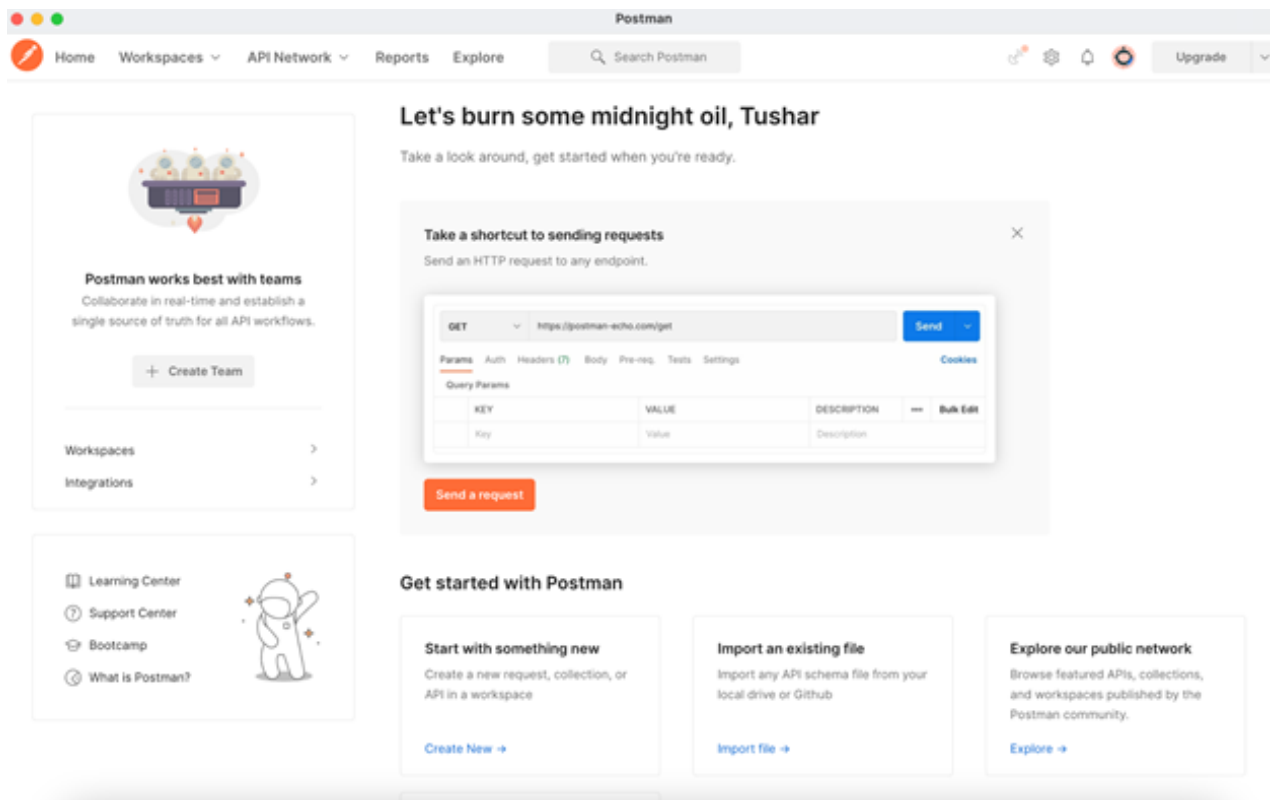 Postman
Home Workspaces API Network Reports Explore Search Postman Upgrade
Postman works best with teams
Collaborate in real-time and establish a
single source of truth for all API workflows.
+ Create Team
Workspaces
Integrations
Learning Center
Support Center
Bootcamp
What is Postman?
Let's burn some midnight oil, Tushar
Take a look around, get started when you're ready.
Take a shortcut to sending requests
Send an HTTP request to any endpoint.
GET https://postman-echo.com/get Send
Params Auth Headers (7) Body Pre-req. Tests Settings Cookies
Query Params
KEY VALUE DESCRIPTION ••• Bulk Edit
Key Value Description
Send a request
Get started with Postman
Start with something new
Create a new request, collection, or
API in a workspace
Create New →
Import an existing file
Import any API schema file from your
local drive or Github
Import file →
Explore our public network
Browse featured APIs, collections,
and workspaces published by the
Postman community.
Explore →